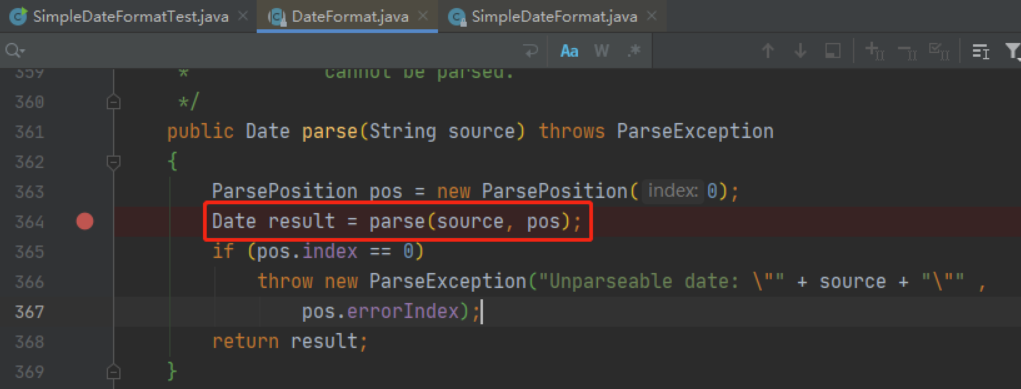 SimpleDateFormatTest.java × DateFormat.java × SimpleDateFormat.java ×
Aa W .*
359 * cannot be parsed.
360 */
361 public Date parse(String source) throws ParseException
362 {
363 ParsePosition pos = new ParsePosition( index: 0);
364 Date result = parse(source, pos);
365 if (pos.index == 0)
366 throw new ParseException("Unparseable date: \"" + source + "\"" ,
367 pos.errorIndex);
368 return result;
369 }